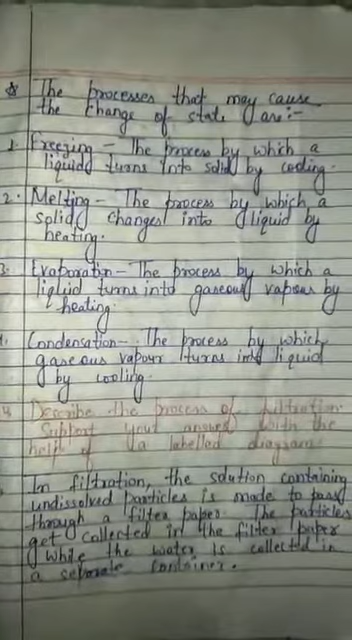 The processes that may cause
the change of state are:-
1. Freezing - The process by which a
liquid turns into solid by cooling.
2. Melting - The process by which a
solid changes into liquid by
heating.
3. Evaporation - The process by which a
liquid turns into gaseous vapour by
heating.
4. Condensation - The process by which
gaseous vapour turns into liquid
by cooling.
Describe the process of filtration.
Support your answer with the
help of a labelled diagram.
In filtration, the solution containing
undissolved particles is made to pass
through a filter paper. The particles
get collected in the filter paper
while the water is collected in
a seperate container.